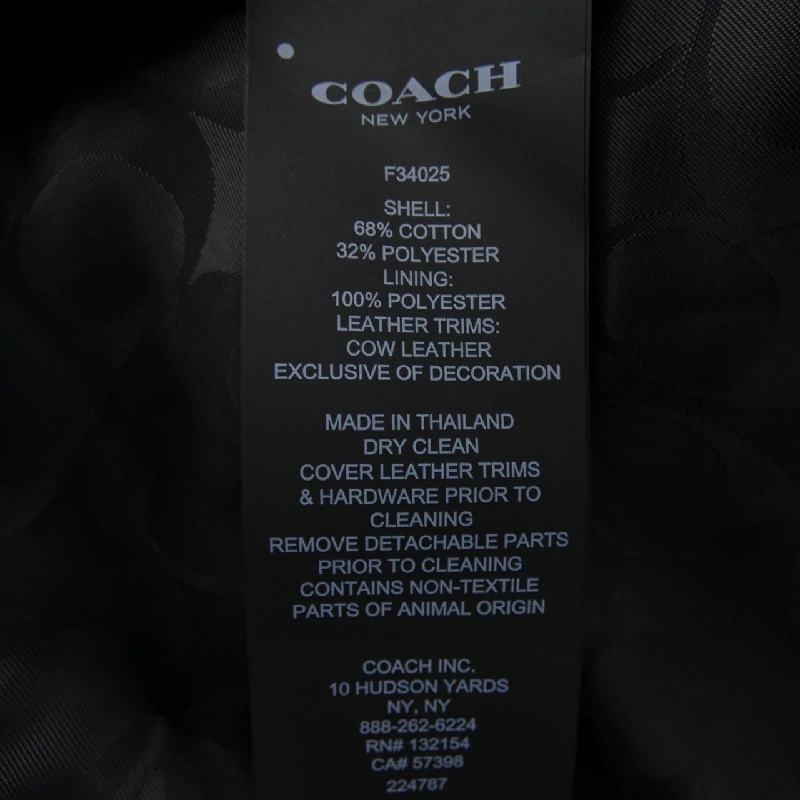 COACH
NEW YORK
F34025
SHELL:
68% COTTON
32% POLYESTER
LINING:
100% POLYESTER
LEATHER TRIMS:
COW LEATHER
EXCLUSIVE OF DECORATION
MADE IN THAILAND
DRY CLEAN
COVER LEATHER TRIMS
& HARDWARE PRIOR TO
CLEANING
REMOVE DETACHABLE PARTS
PRIOR TO CLEANING
CONTAINS NON-TEXTILE
PARTS OF ANIMAL ORIGIN
COACH INC.
10 HUDSON YARDS
NY, NY
888-262-6224
RN# 132154
CA# 57398
224787